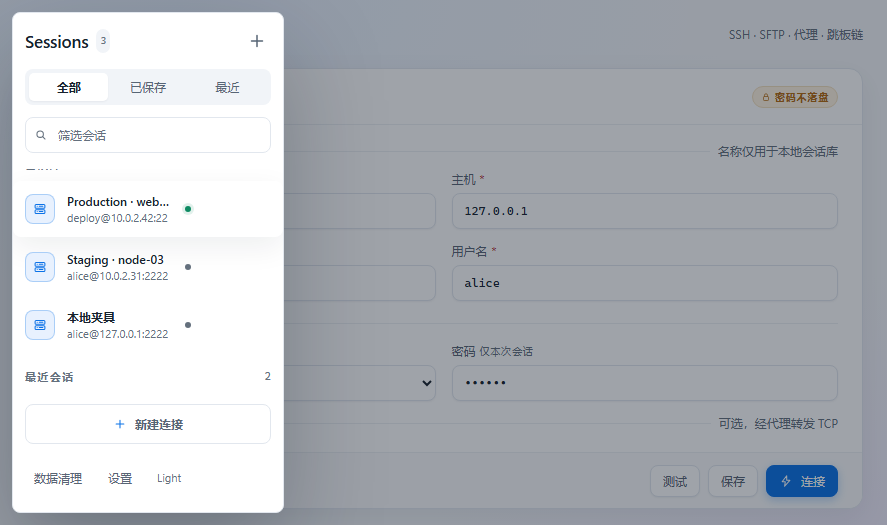 Sessions 3
全部 已保存 最近
筛选会话
Production · web...
deploy@10.0.2.42:22
Staging · node-03
alice@10.0.2.31:2222
本地夹具
alice@127.0.0.1:2222
最近会话 2
新建连接
数据清理 设置 Light
SSH · SFTP · 代理 · 跳板链
密码不落盘
名称仅用于本地会话库
主机 *
127.0.0.1
用户名 *
alice
密码 仅本次会话
••••••
可选，经代理转发 TCP
测试 保存 连接